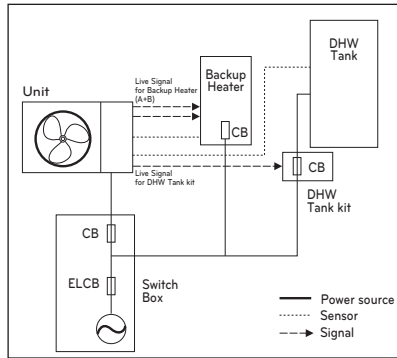 DHW
Tank
Unit
Live Signal
for Backup Heater
(A+B)
Backup
Heater
CB
CB
Live Signal
for DHW Tank kit
DHW
Tank kit
CB
ELCB
Switch
Box
Power source
Sensor
Signal